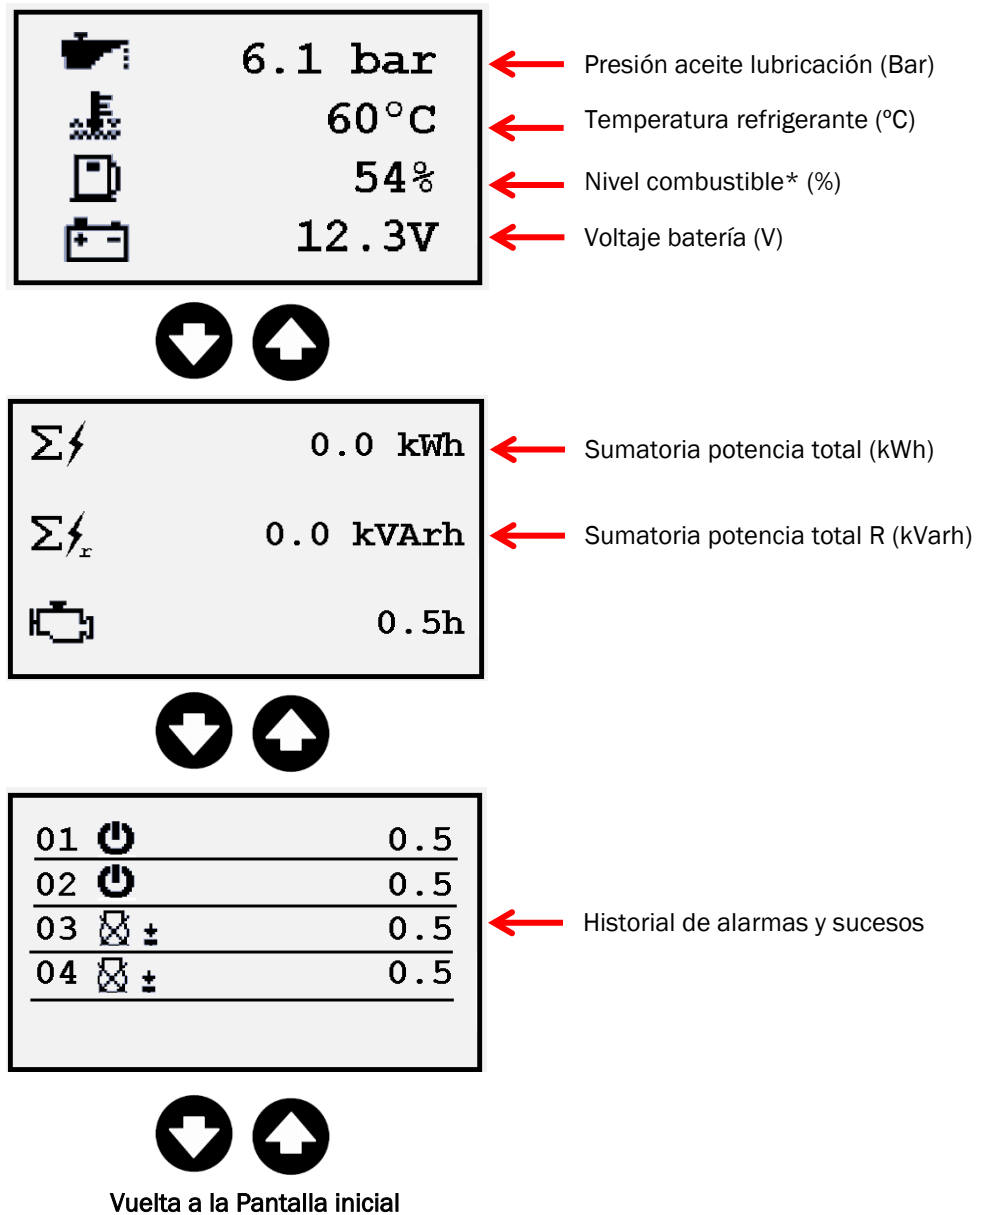 6.1 bar Presión aceite lubricación (Bar)
60°C Temperatura refrigerante (ºC)
54% Nivel combustible* (%)
12.3V Voltaje batería (V)
Σ 0.0 kWh Sumatoria potencia total (kWh)
Σ r 0.0 kVArh Sumatoria potencia total R (kVarh)
0.5h
01 0.5
02 0.5
03 ± 0.5 Historial de alarmas y sucesos
04 ± 0.5
Vuelta a la Pantalla inicial